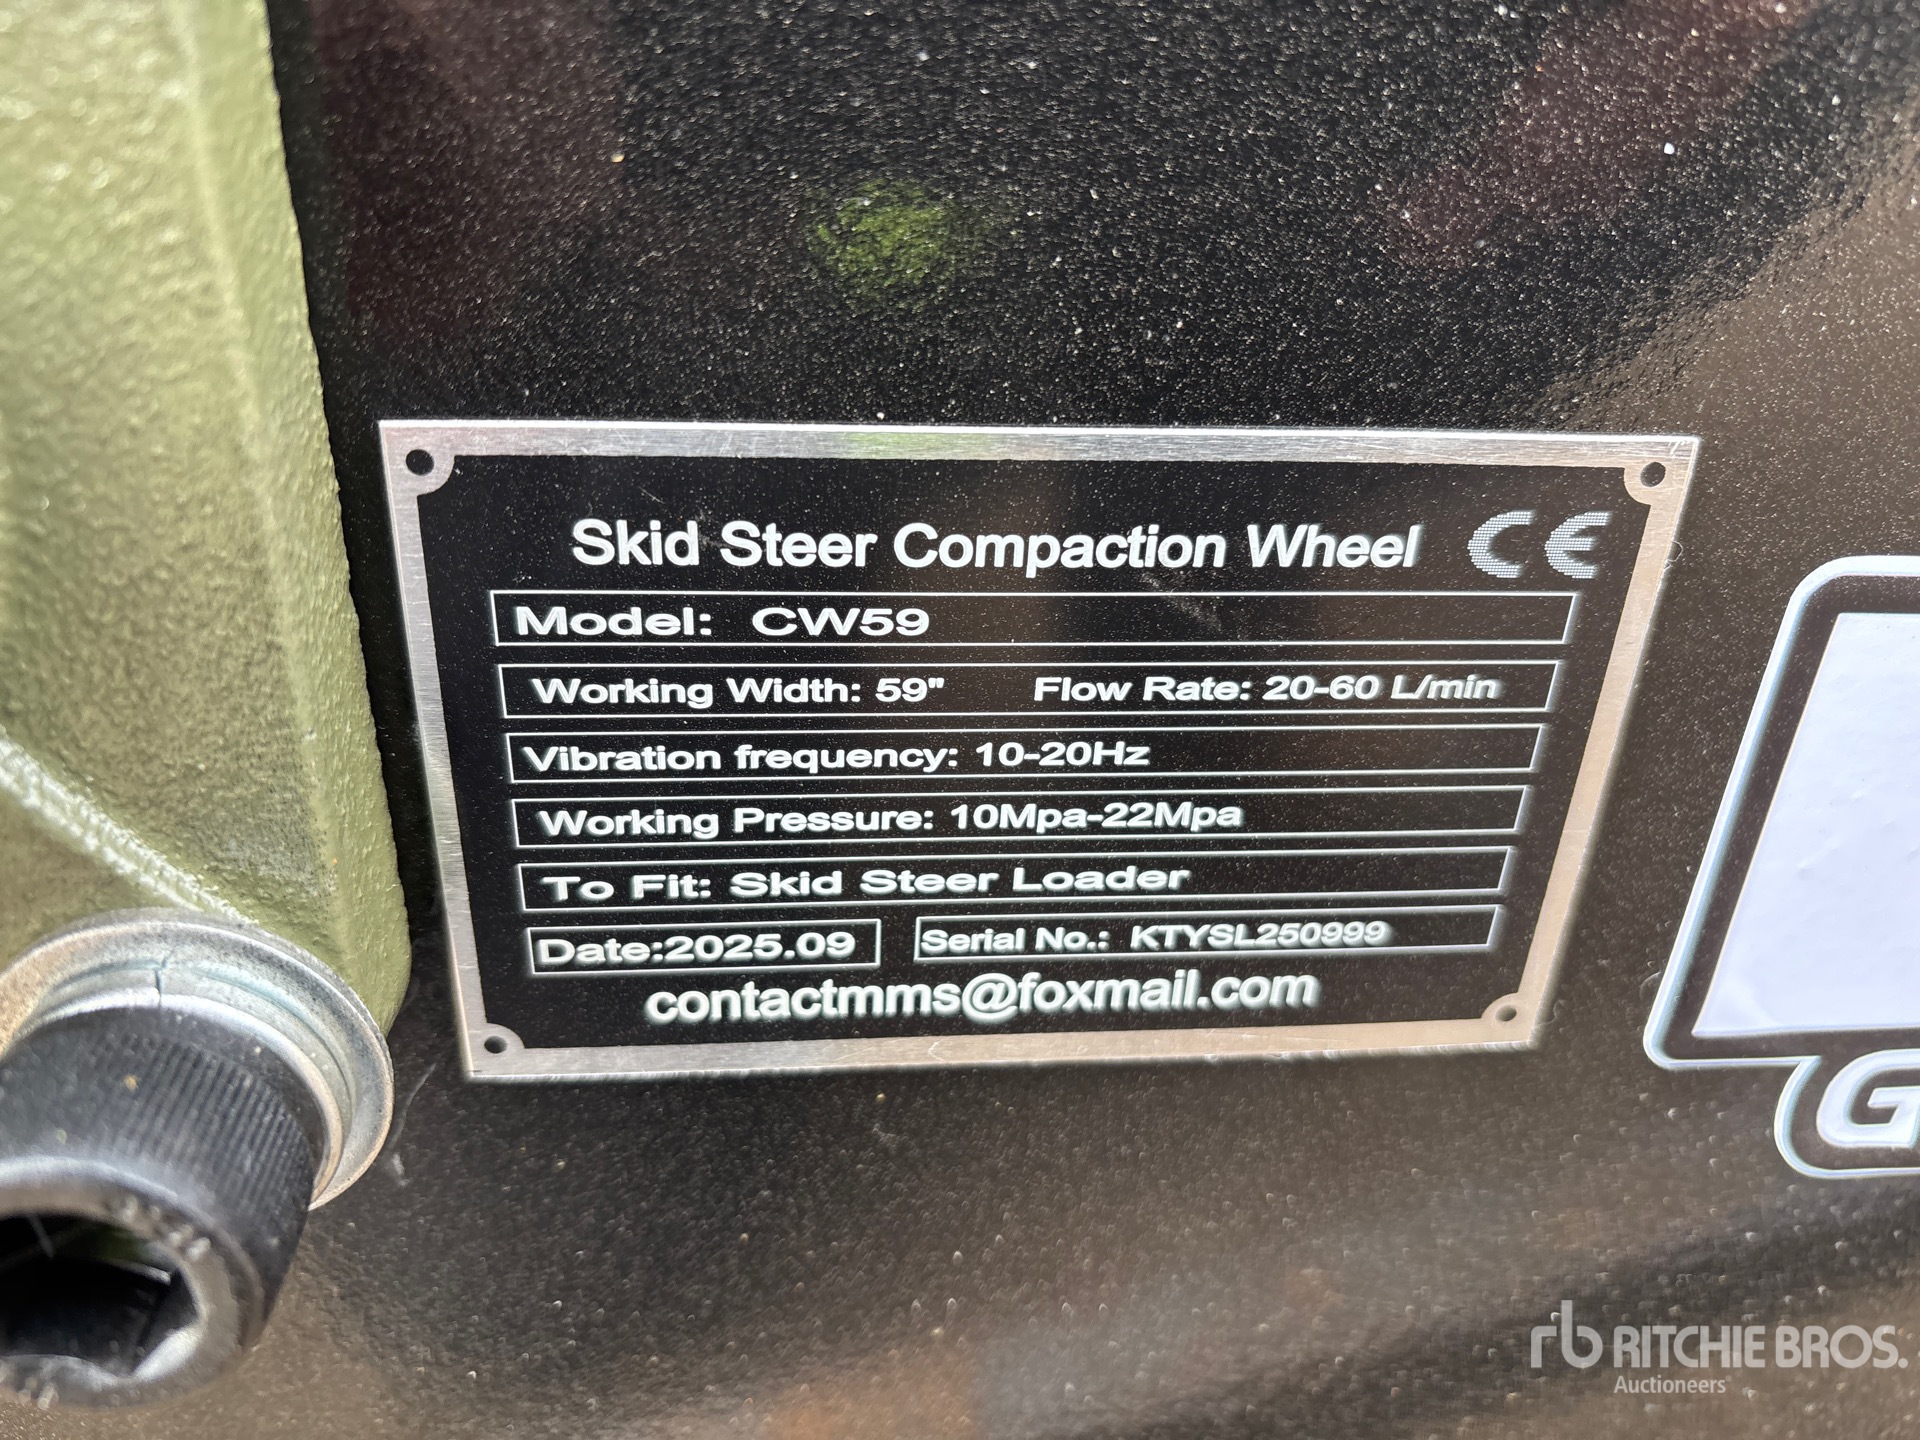 Skid Steer Compaction Wheel CE
Model: CW59
Working Width: 59" Flow Rate: 20-60 L/min
Vibration frequency: 10-20Hz
Working Pressure: 10Mpa-22Mpa
To Fit: Skid Steer Loader
Date:2025.09 Serial No.: KTYSL250999
contactmms@foxmail.com
G
rb RITCHIE BROS.
Auctioneers